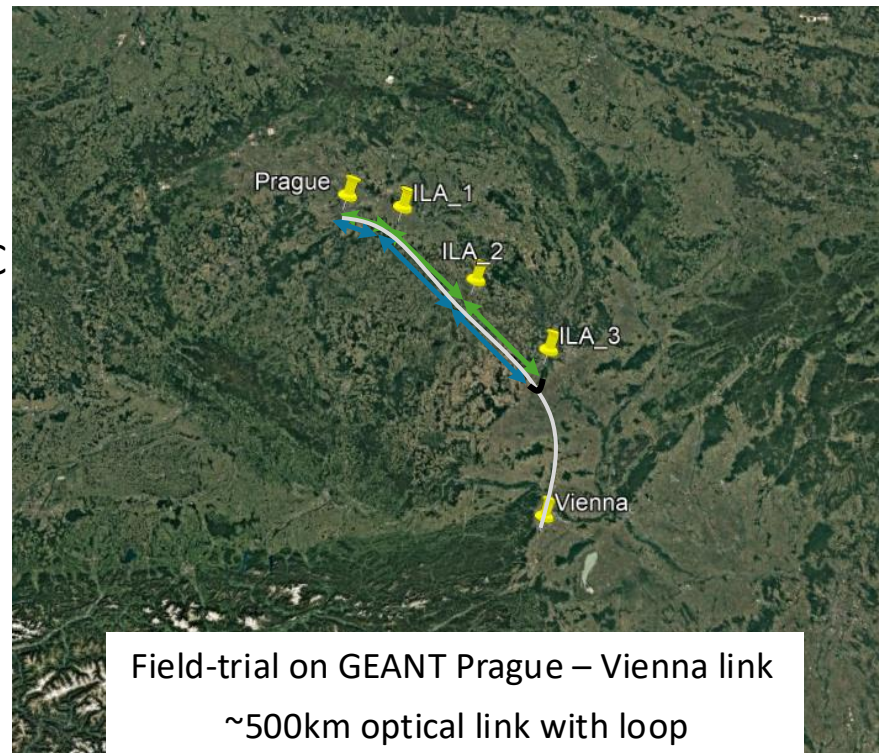 Prague
ILA_1
C
ILA_2
ILA_3
Vienna
Field-trial on GEANT Prague – Vienna link
~500km optical link with loop